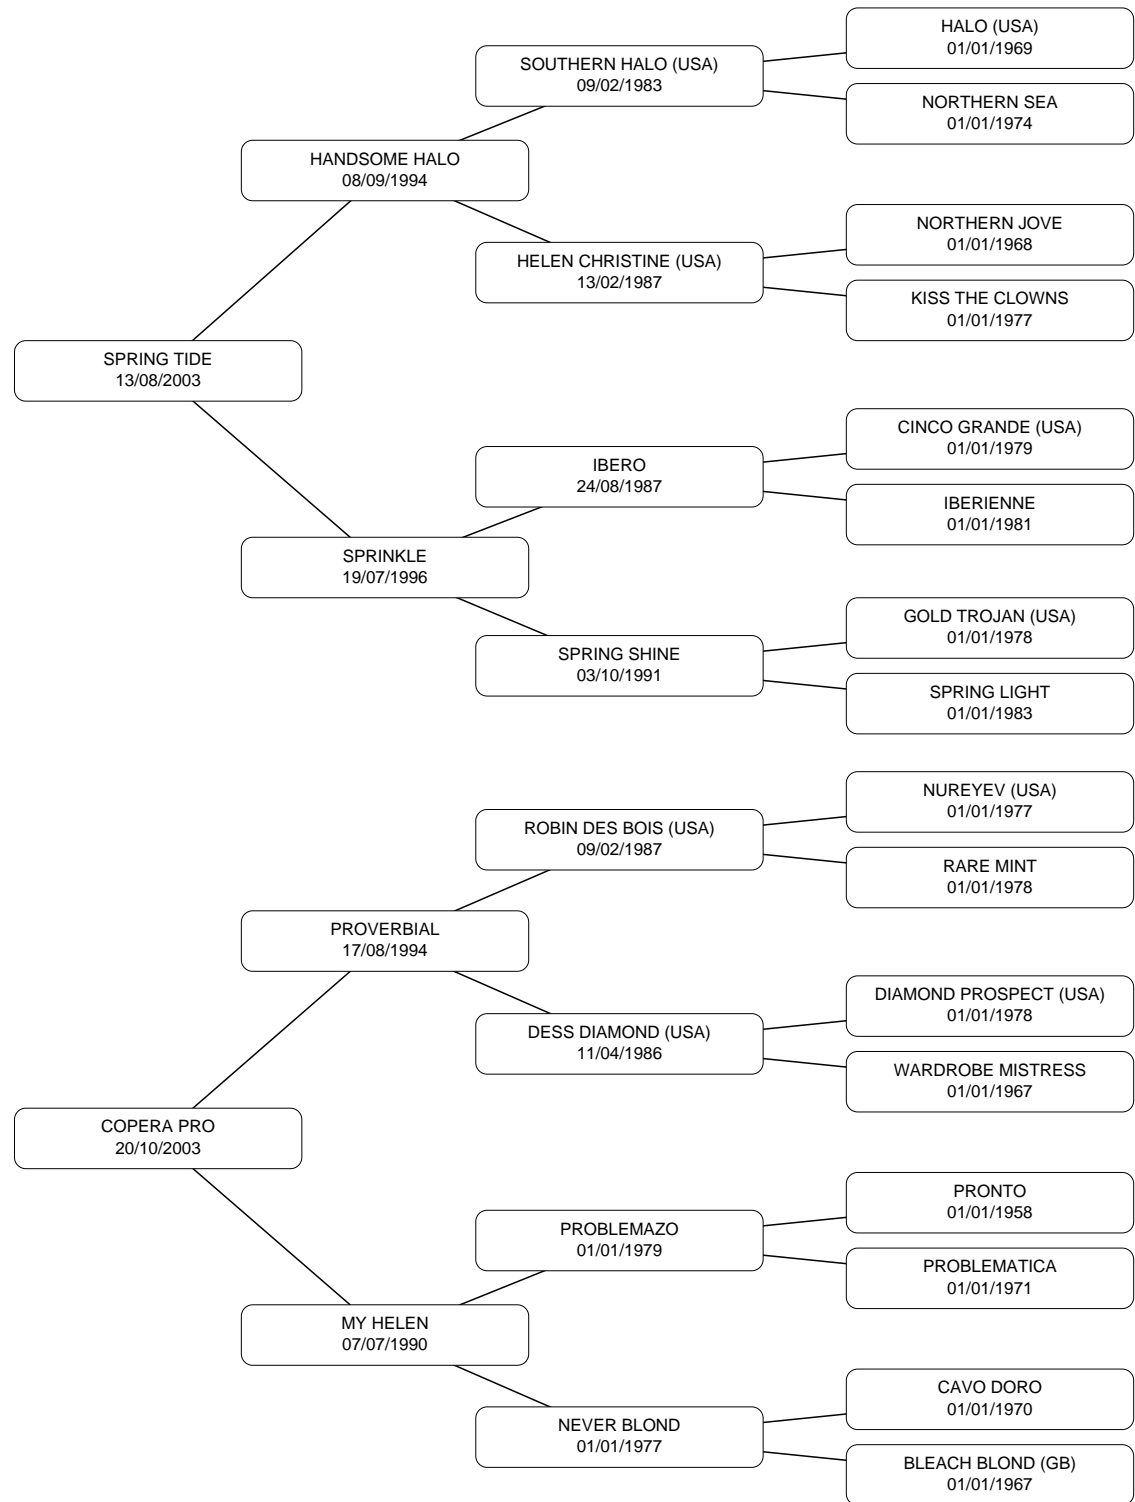 HALO (USA)
01/01/1969
SOUTHERN HALO (USA)
09/02/1983
NORTHERN SEA
01/01/1974
HANDSOME HALO
08/09/1994
NORTHERN JOVE
01/01/1968
HELEN CHRISTINE (USA)
13/02/1987
KISS THE CLOWNS
01/01/1977
SPRING TIDE
13/08/2003
CINCO GRANDE (USA)
01/01/1979
IBERO
24/08/1987
IBERIENNE
01/01/1981
SPRINKLE
19/07/1996
GOLD TROJAN (USA)
01/01/1978
SPRING SHINE
03/10/1991
SPRING LIGHT
01/01/1983
NUREYEV (USA)
01/01/1977
ROBIN DES BOIS (USA)
09/02/1987
RARE MINT
01/01/1978
PROVERBIAL
17/08/1994
DIAMOND PROSPECT (USA)
01/01/1978
DESS DIAMOND (USA)
11/04/1986
WARDROBE MISTRESS
01/01/1967
COPERA PRO
20/10/2003
PRONTO
01/01/1958
PROBLEMAZO
01/01/1979
PROBLEMATICA
01/01/1971
MY HELEN
07/07/1990
CAVO DORO
01/01/1970
NEVER BLOND
01/01/1977
BLEACH BLOND (GB)
01/01/1967